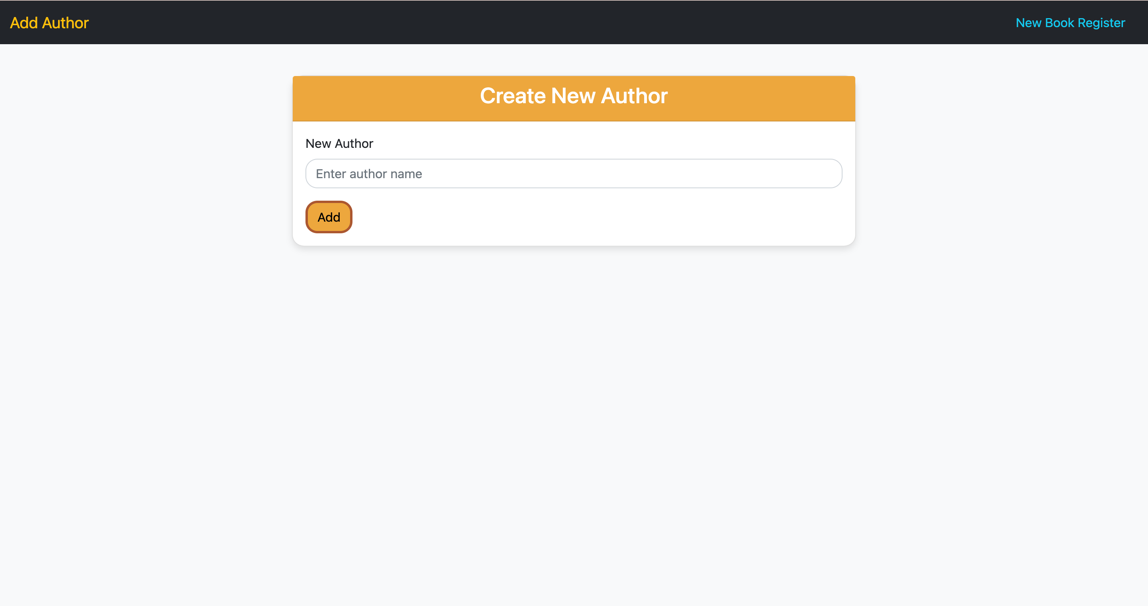 Add Author
New Book Register
Create New Author
New Author
Enter author name
Add